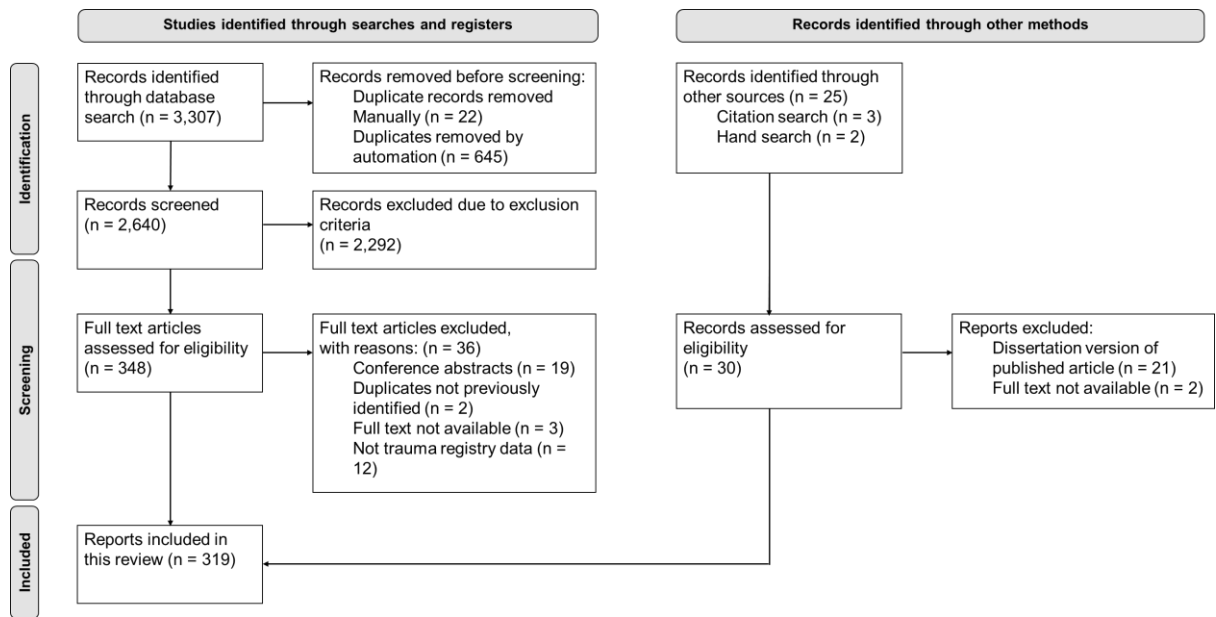 Studies identified through searches and registers
Records identified through other methods
Identification
Records identified
through database
search (n = 3,307)
Records removed before screening:
Duplicate records removed
Manually (n = 22)
Duplicates removed by
automation (n = 645)
Records identified through
other sources (n = 25)
Citation search (n = 3)
Hand search (n = 2)
Records screened
(n = 2,640)
Records excluded due to exclusion
criteria
(n = 2,292)
Screening
Full text articles
assessed for eligibility
(n = 348)
Full text articles excluded,
with reasons: (n = 36)
Conference abstracts (n = 19)
Duplicates not previously
identified (n = 2)
Full text not available (n = 3)
Not trauma registry data (n =
12)
Records assessed for
eligibility
(n = 30)
Reports excluded:
Dissertation version of
published article (n = 21)
Full text not available (n = 2)
Included
Reports included in
this review (n = 319)